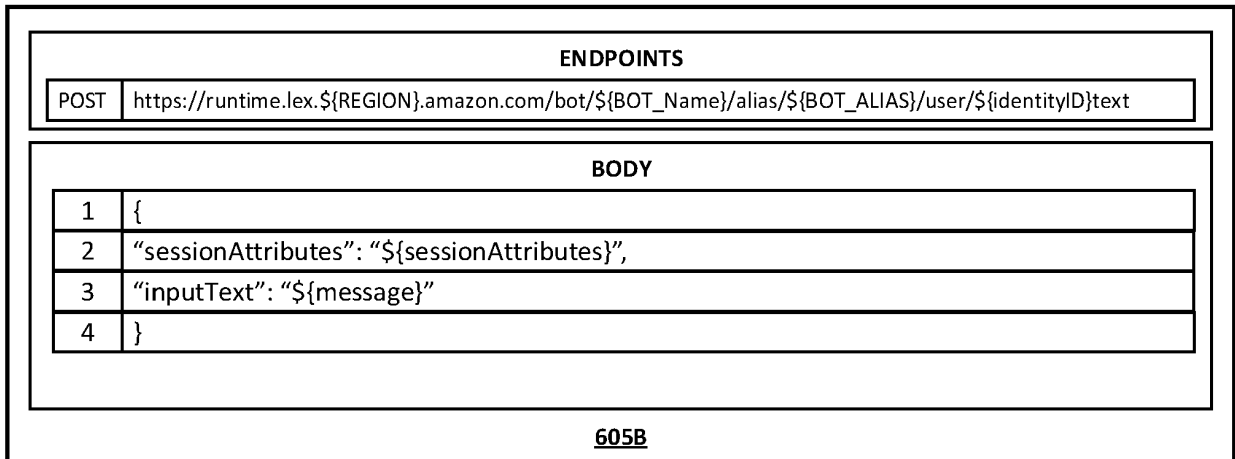 ENDPOINTS
POST https://runtime.lex.${REGION}.amazon.com/bot/${BOT_Name}/alias/${BOT_ALIAS}/user/${identityID}text
BODY
1 {
2 “sessionAttributes”: “${sessionAttributes}”,
3 “inputText”: “${message}”
4 }
605B